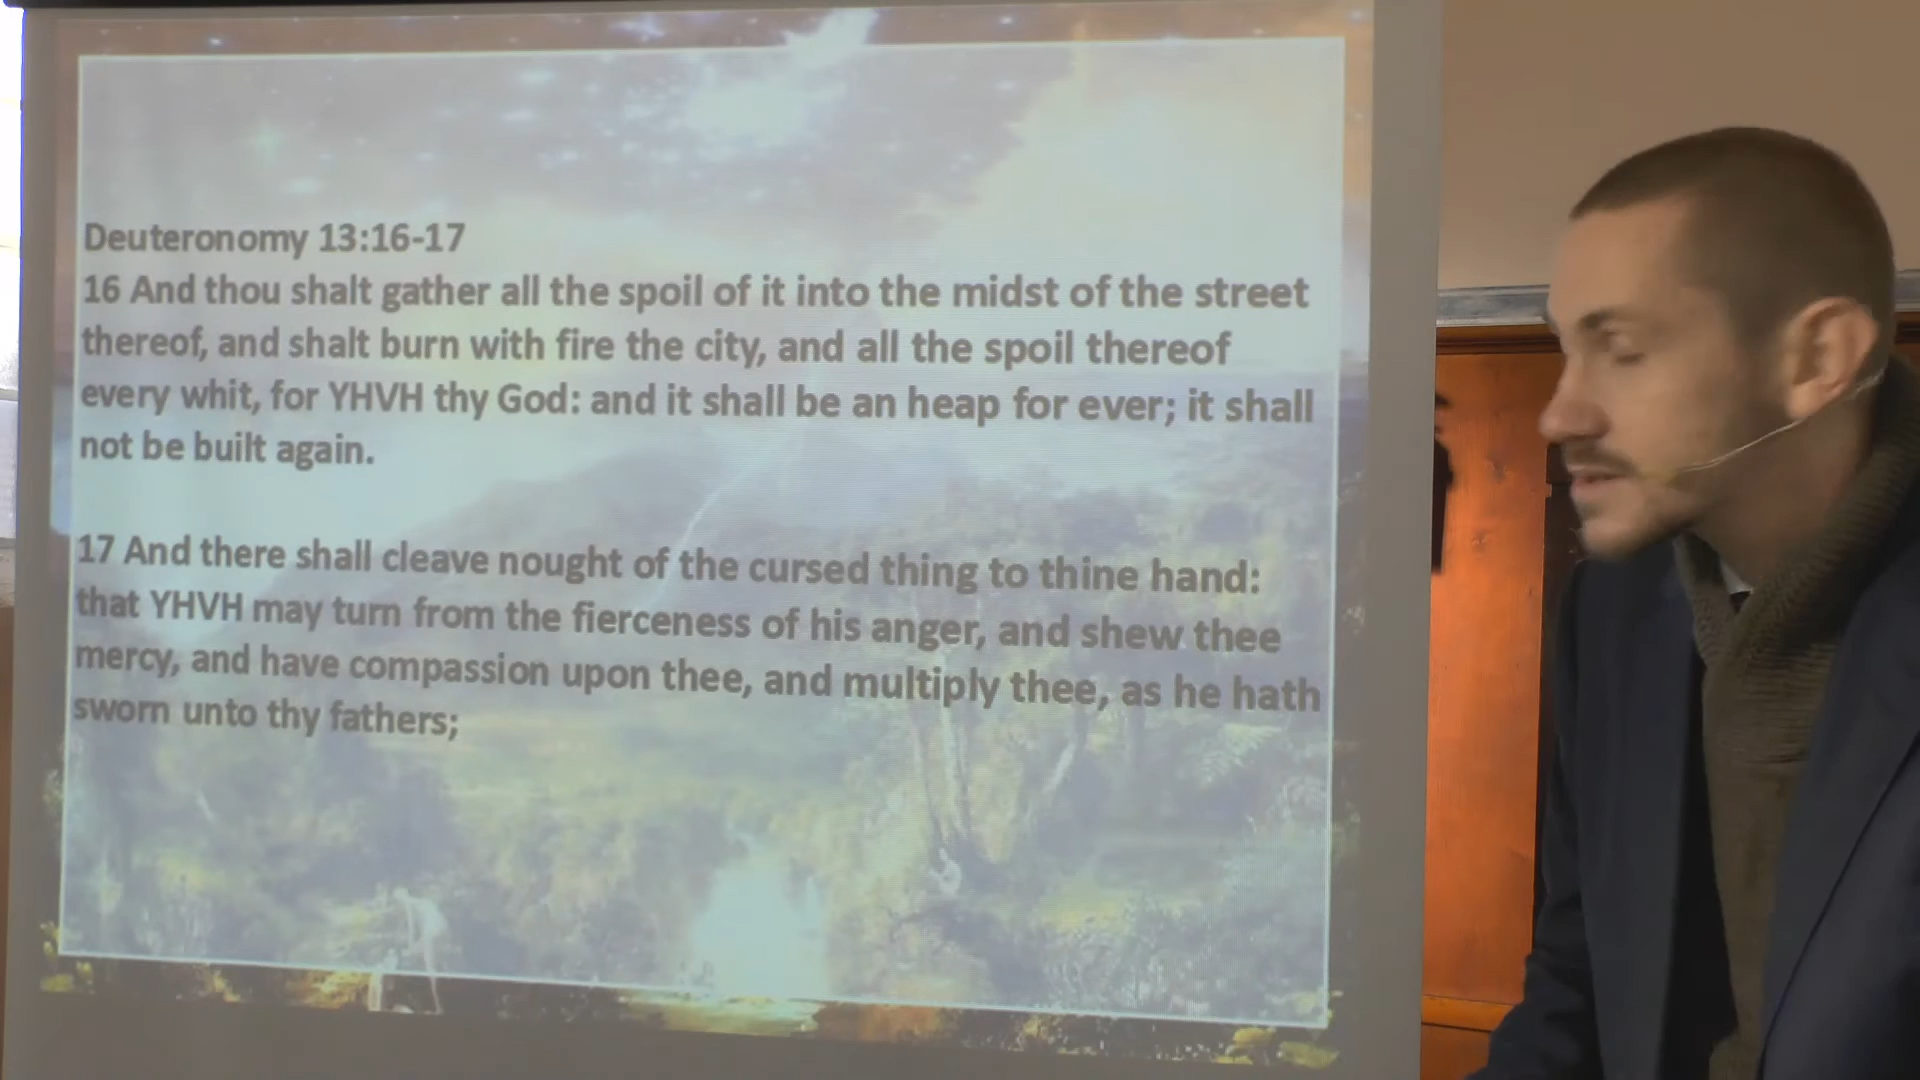 Deuteronomy 13:16-17
16 And thou shalt gather all the spoil of it into the midst of the street
thereof, and shalt burn with fire the city, and all the spoil thereof
every whit, for YHVH thy God: and it shall be an heap for ever; it shall
not be built again.
17 And there shall cleave nought of the cursed thing to thine hand:
that YHVH may turn from the fierceness of his anger, and shew thee
mercy, and have compassion upon thee, and multiply thee, as he hath
sworn unto thy fathers;